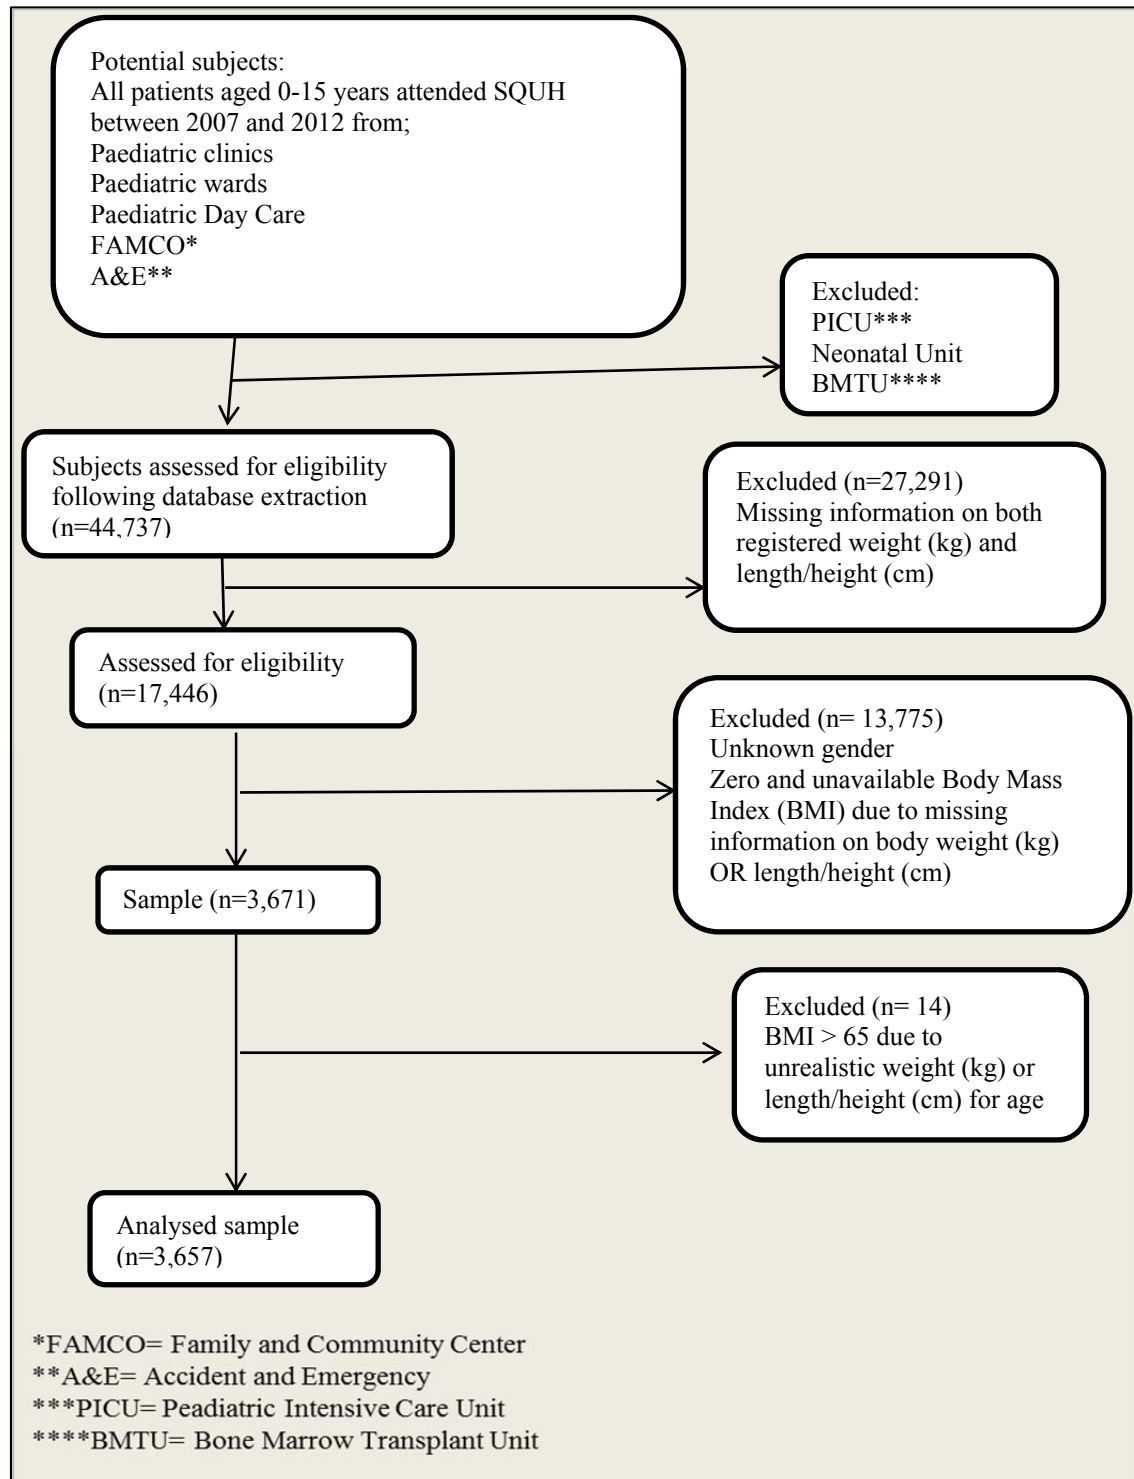 Potential subjects:
All patients aged 0-15 years attended SQUH
between 2007 and 2012 from;
Paediatric clinics
Paediatric wards
Paediatric Day Care
FAMCO*
A&E**
Excluded:
PICU***
Neonatal Unit
BMTU****
Subjects assessed for eligibility
following database extraction
(n=44,737)
Excluded (n=27,291)
Missing information on both
registered weight (kg) and
length/height (cm)
Assessed for eligibility
(n=17,446)
Excluded (n= 13,775)
Unknown gender
Zero and unavailable Body Mass
Index (BMI) due to missing
information on body weight (kg)
OR length/height (cm)
Sample (n=3,671)
Excluded (n= 14)
BMI > 65 due to
unrealistic weight (kg) or
length/height (cm) for age
Analysed sample
(n=3,657)
*FAMCO= Family and Community Center
**A&E= Accident and Emergency
***PICU= Peadiatric Intensive Care Unit
****BMTU= Bone Marrow Transplant Unit